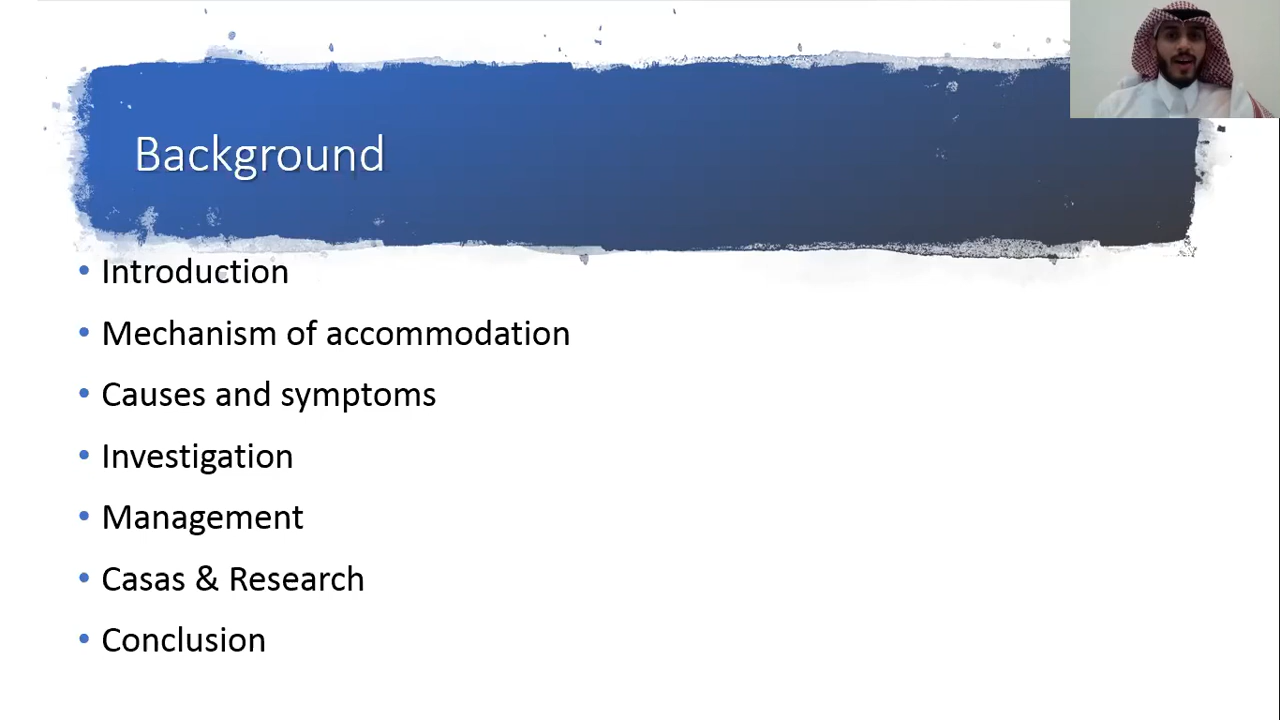 Background
• Introduction
• Mechanism of accommodation
• Causes and symptoms
• Investigation
• Management
• Casas & Research
• Conclusion